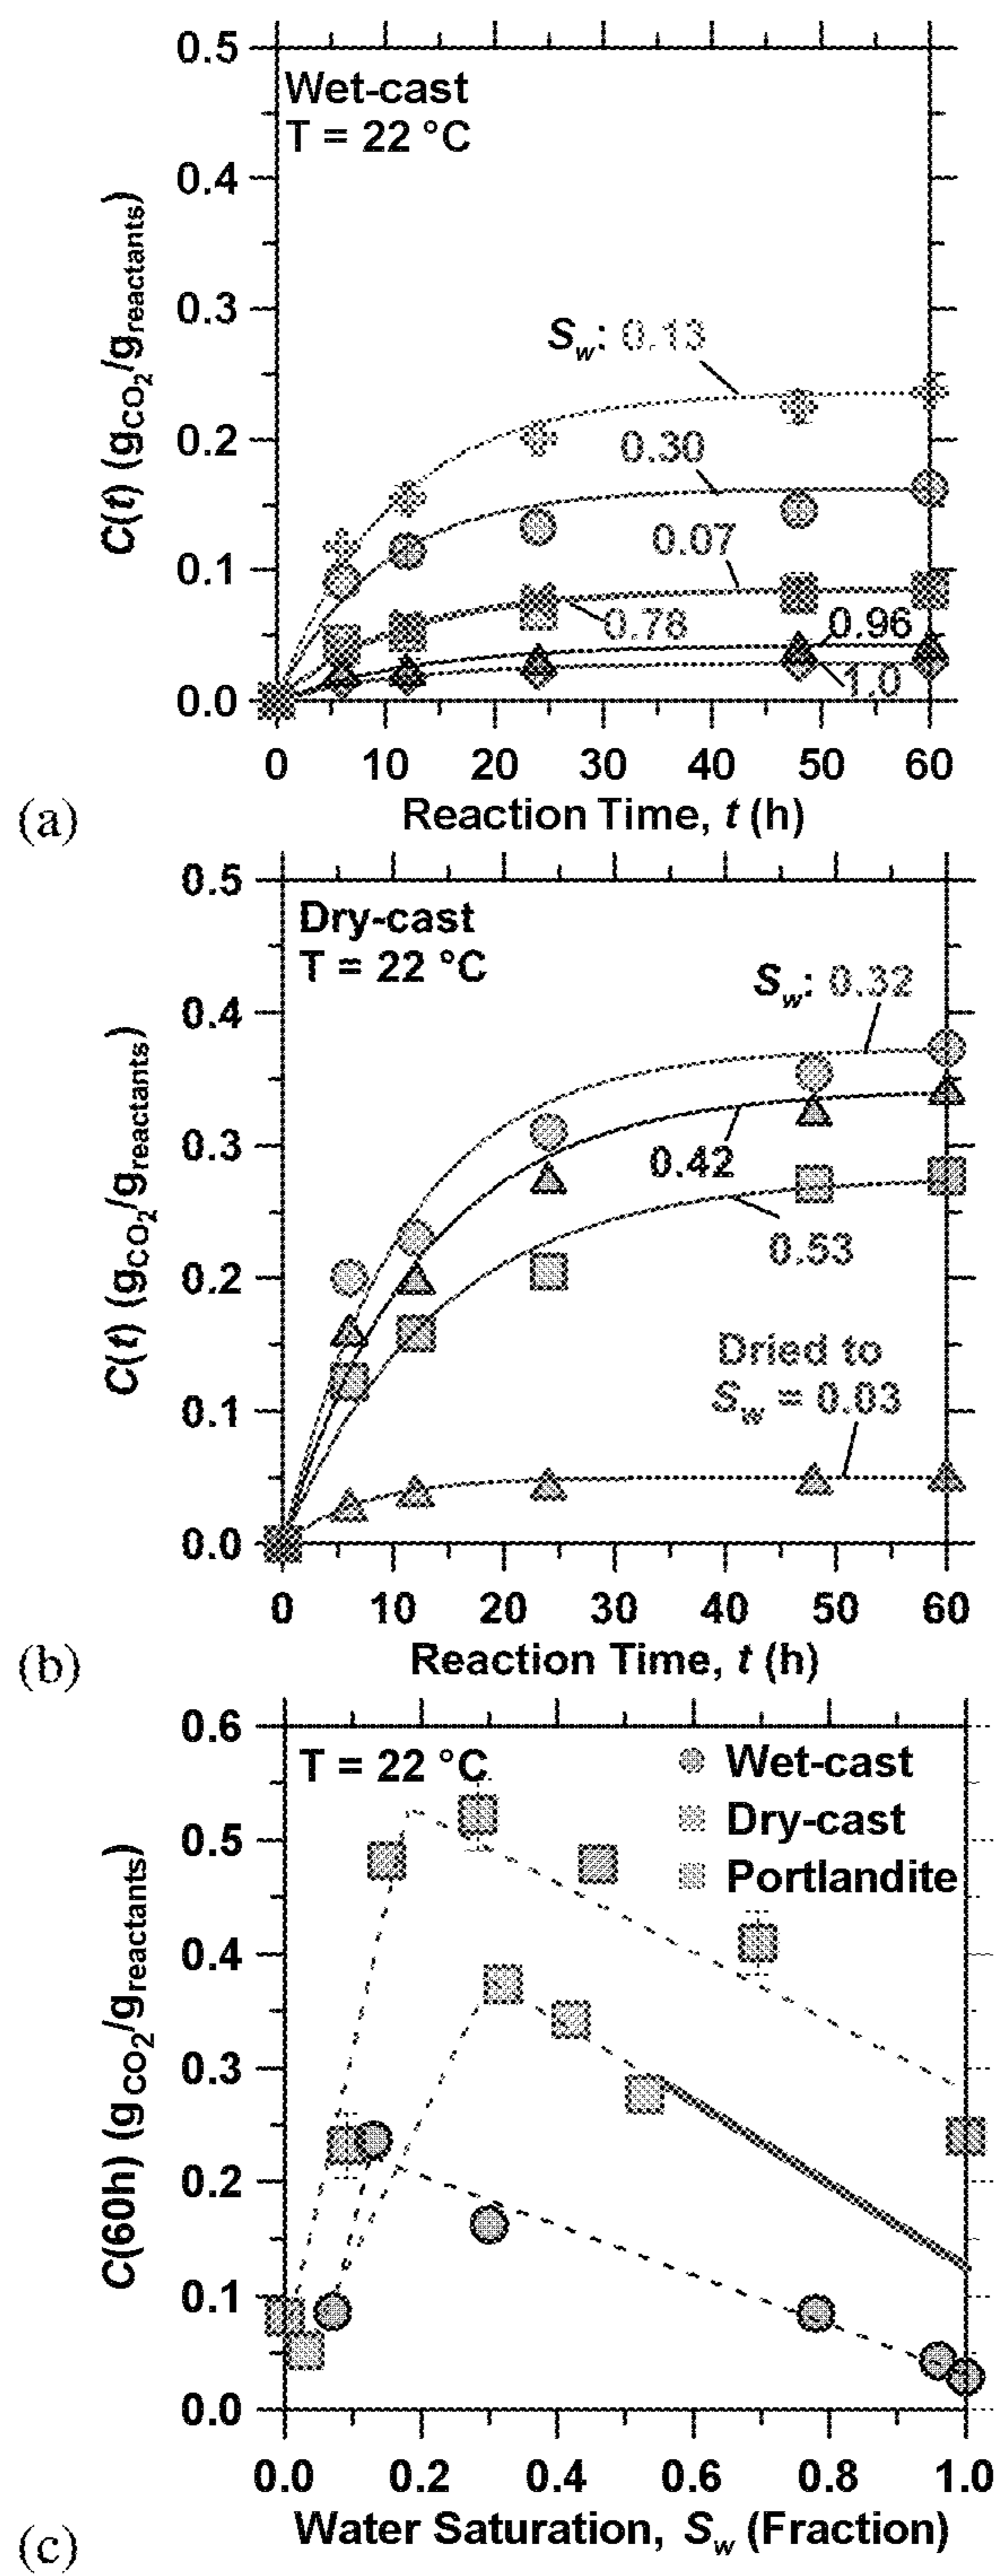 0.5
Wet-cast
T = 22 °C
0.4
0.3
Sw: 0.13
0.2
0.30
0.07
0.1
0.78
0.96
1.0
0.0
C(t) (gCO2/greactants)
0 10 20 30 40 50 60
Reaction Time, t (h)
(a)
0.5
Dry-cast
T = 22 °C
Sw: 0.32
0.4
0.3
0.42
0.53
0.2
Dried to
Sw = 0.03
0.1
0.0
C(t) (gCO2/greactants)
0 10 20 30 40 50 60
Reaction Time, t (h)
(b)
0.6
T = 22 °C
Wet-cast
Dry-cast
Portlandite
0.5
0.4
0.3
0.2
0.1
0.0
C(60h) (gCO2/greactants)
0.0 0.2 0.4 0.6 0.8 1.0
Water Saturation, Sw (Fraction)
(c)